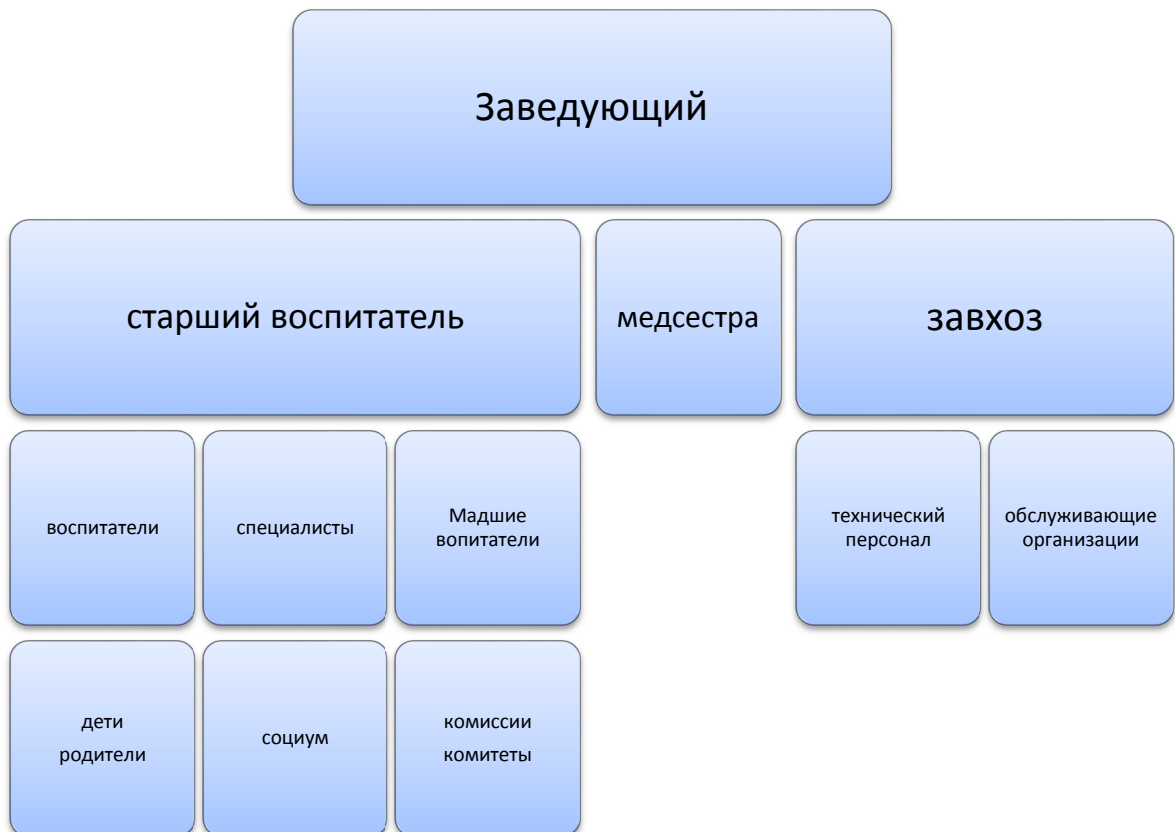 Заведующий
старший воспитатель
медсестра
завхоз
воспитатели
специалисты
Мадшие
вопитатели
технический
персонал
обслуживающие
организации
дети
родители
социум
комиссии
комитеты